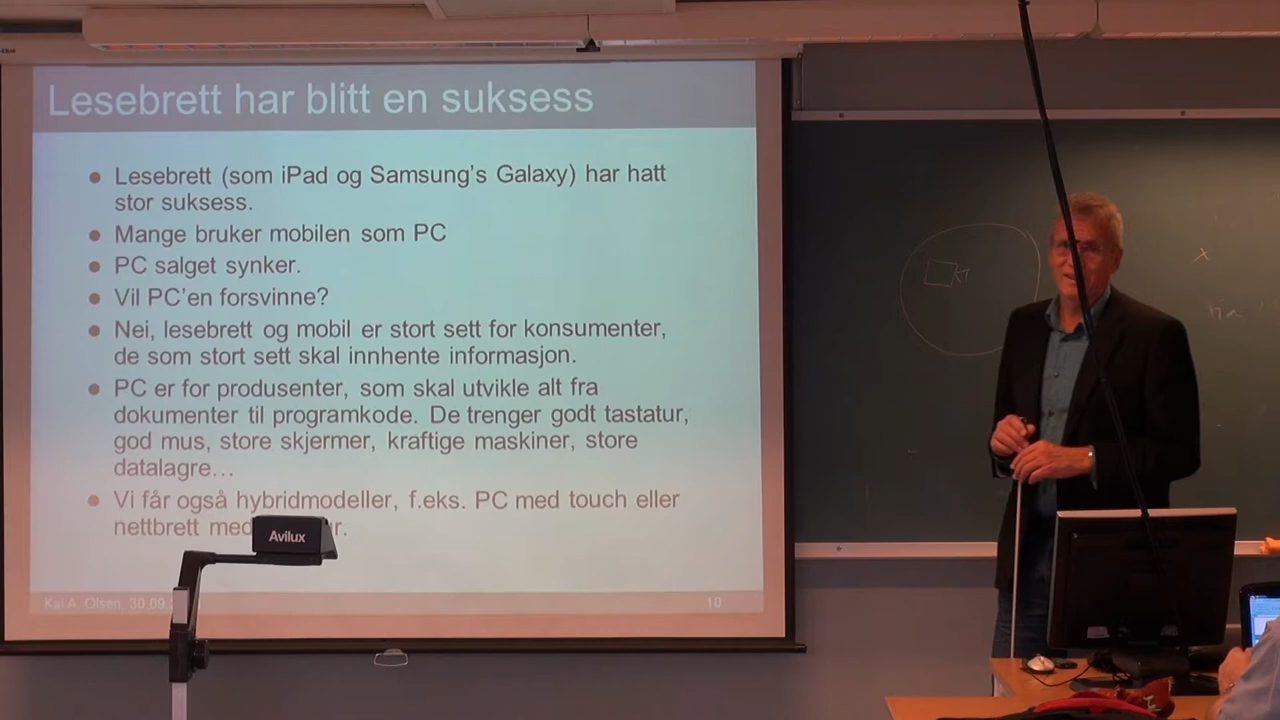 Lesebrett har blitt en suksess
Lesebrett (som iPad og Samsung's Galaxy) har hatt
stor suksess.
Mange bruker mobilen som PC
PC salget synker.
Vil PC'en forsvinne?
Nei, lesebrett og mobil er stort sett for konsumenter,
de som stort sett skal innhente informasjon.
PC er for produsenter, som skal utvikle alt fra
dokumenter til programkode. De trenger godt tastatur,
god mus, store skjermer, kraftige maskiner, store
datalagre…
Vi får også hybridmodeller, f.eks. PC med touch eller
nettbrett med
Avilux
Kai A. Olsen, 30.09.
10